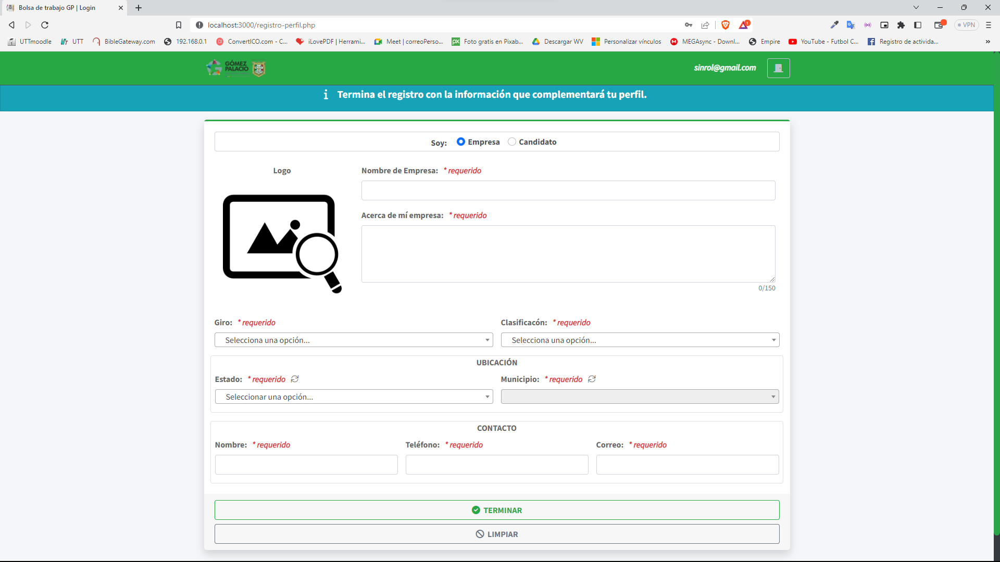 Bolsa de trabajo GP | Login
localhost:3000/registro-perfil.php
1
VPN
UTTmoodle UTT BibleGateway.com 192.168.0.1 CI ConvertICO.com - C... iLovePDF | Herrami... Meet | correoPerso... px Foto gratis en Pixab... Descargar WV Personalizar vínculos M MEGAsync - Downl... Empire YouTube - Futbol C... Registro de activida... »
GÓMEZ
PALACIO
sinrol@gmail.com
i Termina el registro con la información que complementará tu perfil.
Soy: Empresa Candidato
Logo
Nombre de Empresa: * requerido
Acerca de mí empresa: * requerido
0/150
Giro: * requerido
Clasificacón: * requerido
Selecciona una opción...
Selecciona una opción...
UBICACIÓN
Estado: * requerido
Municipio: * requerido
Seleccionar una opción...
CONTACTO
Nombre: * requerido
Teléfono: * requerido
Correo: * requerido
TERMINAR
LIMPIAR